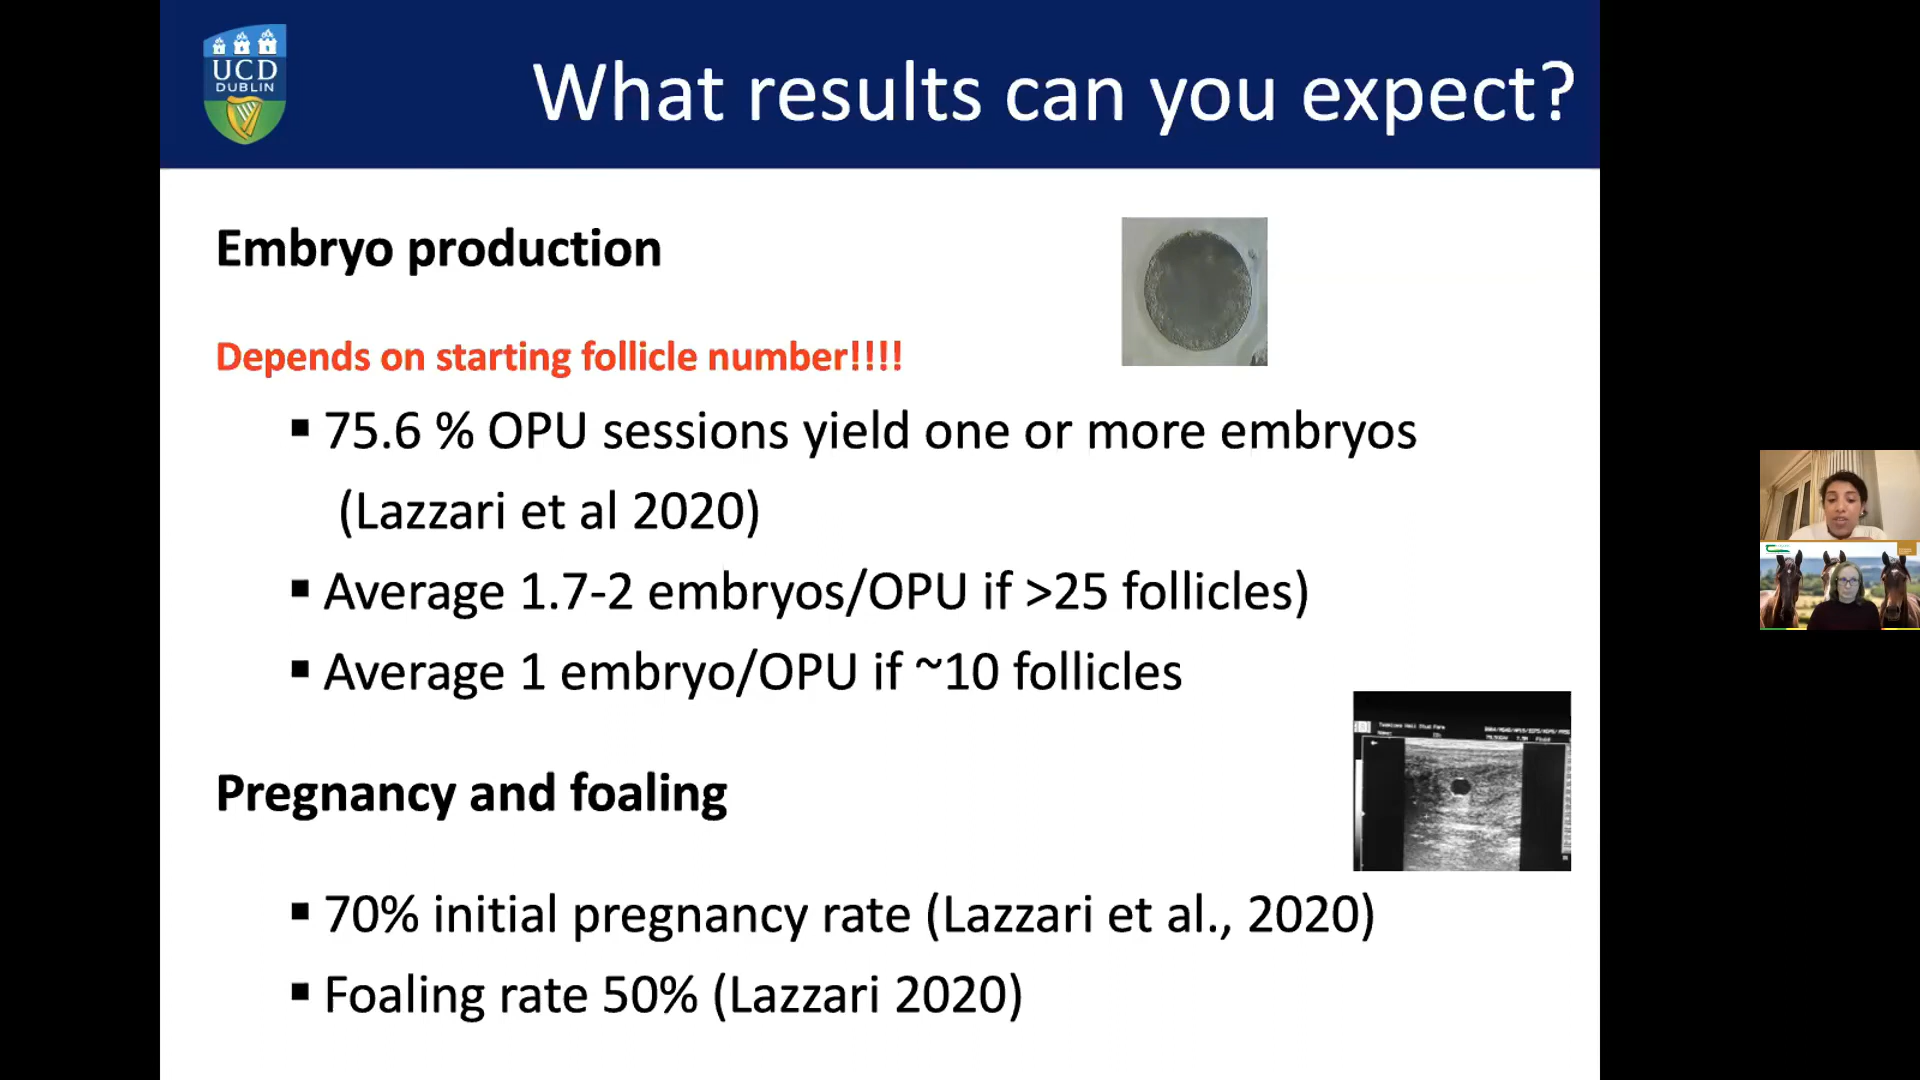 UCD
DUBLIN
What results can you expect?
Embryo production
Depends on starting follicle number!!!!
▪ 75.6 % OPU sessions yield one or more embryos
(Lazzari et al 2020)
▪ Average 1.7-2 embryos/OPU if >25 follicles)
▪ Average 1 embryo/OPU if ~10 follicles
Pregnancy and foaling
▪ 70% initial pregnancy rate (Lazzari et al., 2020)
▪ Foaling rate 50% (Lazzari 2020)